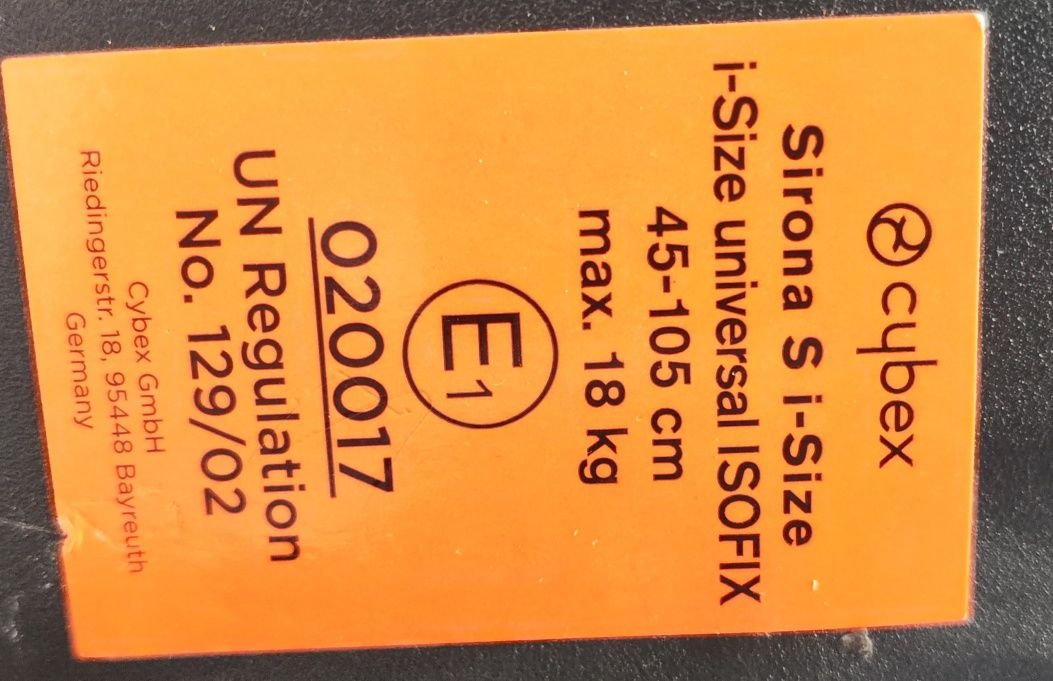 cybex
Sirona S i-Size
i-Size universal ISOFIX
45-105 cm
max. 18 kg
E1
020017
UN Regulation
No. 129/02
Cybex GmbH
Riedingerstr. 18, 95448 Bayreuth
Germany